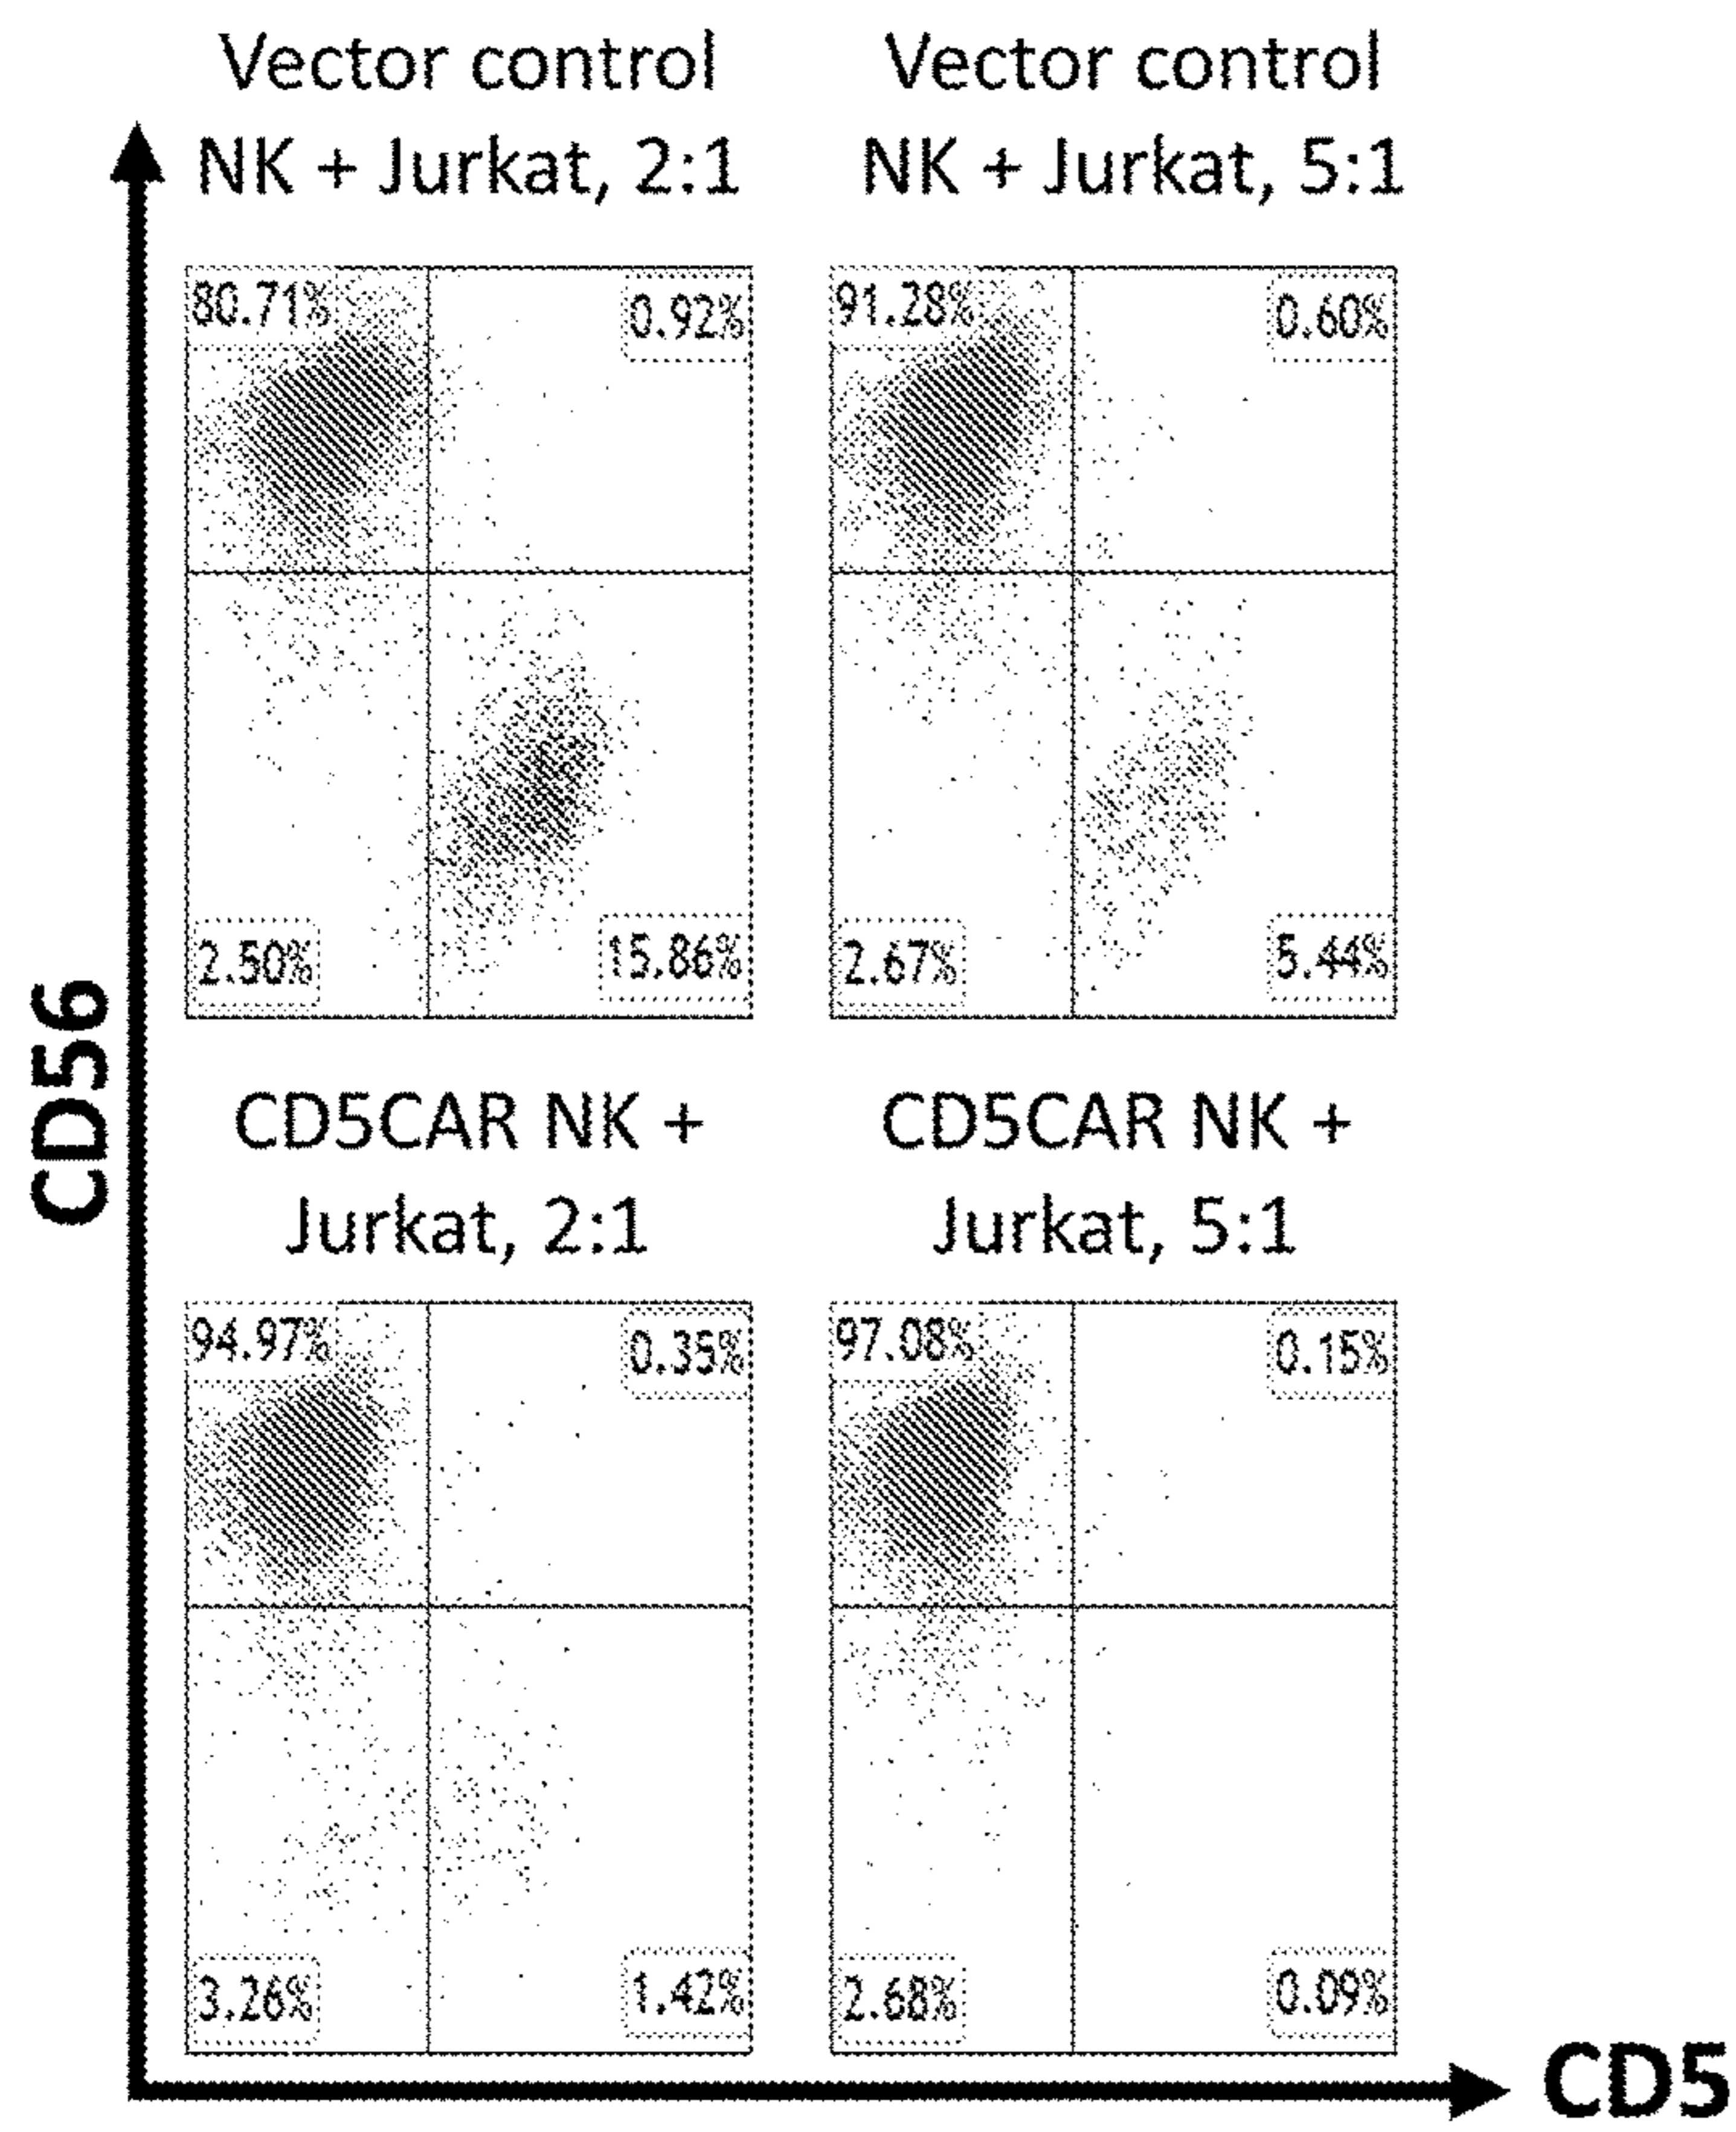 Vector control
NK + Jurkat, 2:1
Vector control
NK + Jurkat, 5:1
80.71%
0.92%
2.50%
15.86%
91.28%
0.60%
2.67%
5.44%
CD56
CD5CAR NK +
Jurkat, 2:1
CD5CAR NK +
Jurkat, 5:1
94.97%
0.35%
3.26%
1.42%
97.08%
0.15%
2.68%
0.09%
CD5